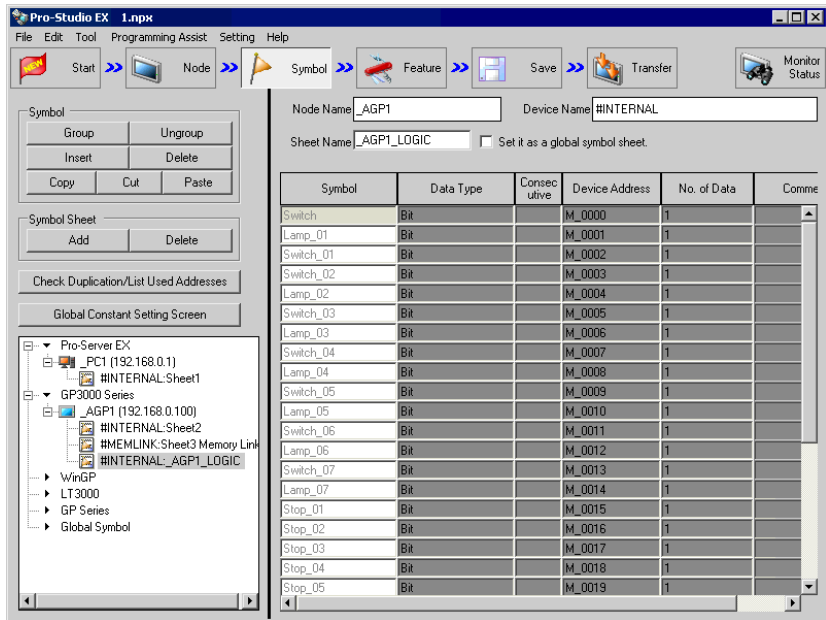 Pro-Studio EX 1.npx
File Edit Tool Programming Assist Setting Help
NEW Start Node Symbol Feature Save Transfer Monitor Status
Symbol
Group Ungroup
Insert Delete
Copy Cut Paste
Symbol Sheet
Add Delete
Check Duplication/List Used Addresses
Global Constant Setting Screen
Pro-Server EX
_PC1 (192.168.0.1)
#INTERNAL:Sheet1
GP3000 Series
_AGP1 (192.168.0.100)
#INTERNAL:Sheet2
#MEMLINK:Sheet3 Memory Link
#INTERNAL:_AGP1_LOGIC
WinGP
LT3000
GP Series
Global Symbol
Node Name _AGP1 Device Name #INTERNAL
Sheet Name _AGP1_LOGIC Set it as a global symbol sheet.
Symbol Data Type Consec utive Device Address No. of Data Comme
Switch Bit M_0000 1
Lamp_01 Bit M_0001 1
Switch_01 Bit M_0002 1
Switch_02 Bit M_0003 1
Lamp_02 Bit M_0004 1
Switch_03 Bit M_0005 1
Lamp_03 Bit M_0006 1
Switch_04 Bit M_0007 1
Lamp_04 Bit M_0008 1
Switch_05 Bit M_0009 1
Lamp_05 Bit M_0010 1
Switch_06 Bit M_0011 1
Lamp_06 Bit M_0012 1
Switch_07 Bit M_0013 1
Lamp_07 Bit M_0014 1
Stop_01 Bit M_0015 1
Stop_02 Bit M_0016 1
Stop_03 Bit M_0017 1
Stop_04 Bit M_0018 1
Stop_05 Bit M_0019 1